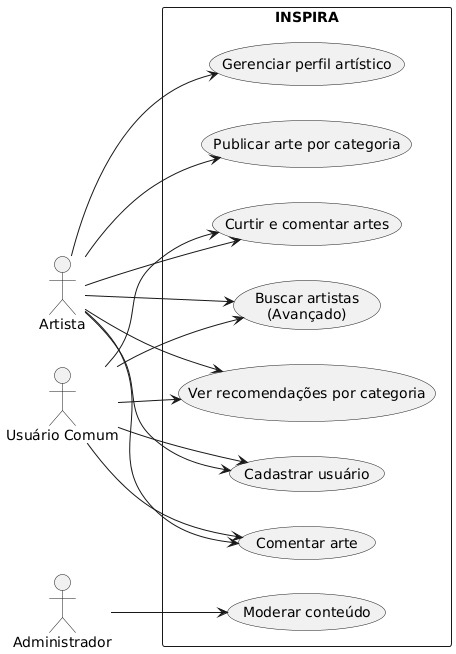 INSPIRA
Gerenciar perfil artístico
Publicar arte por categoria
Curtir e comentar artes
Buscar artistas
(Avançado)
Artista
Ver recomendações por categoria
Usuário Comum
Cadastrar usuário
Comentar arte
Moderar conteúdo
Administrador